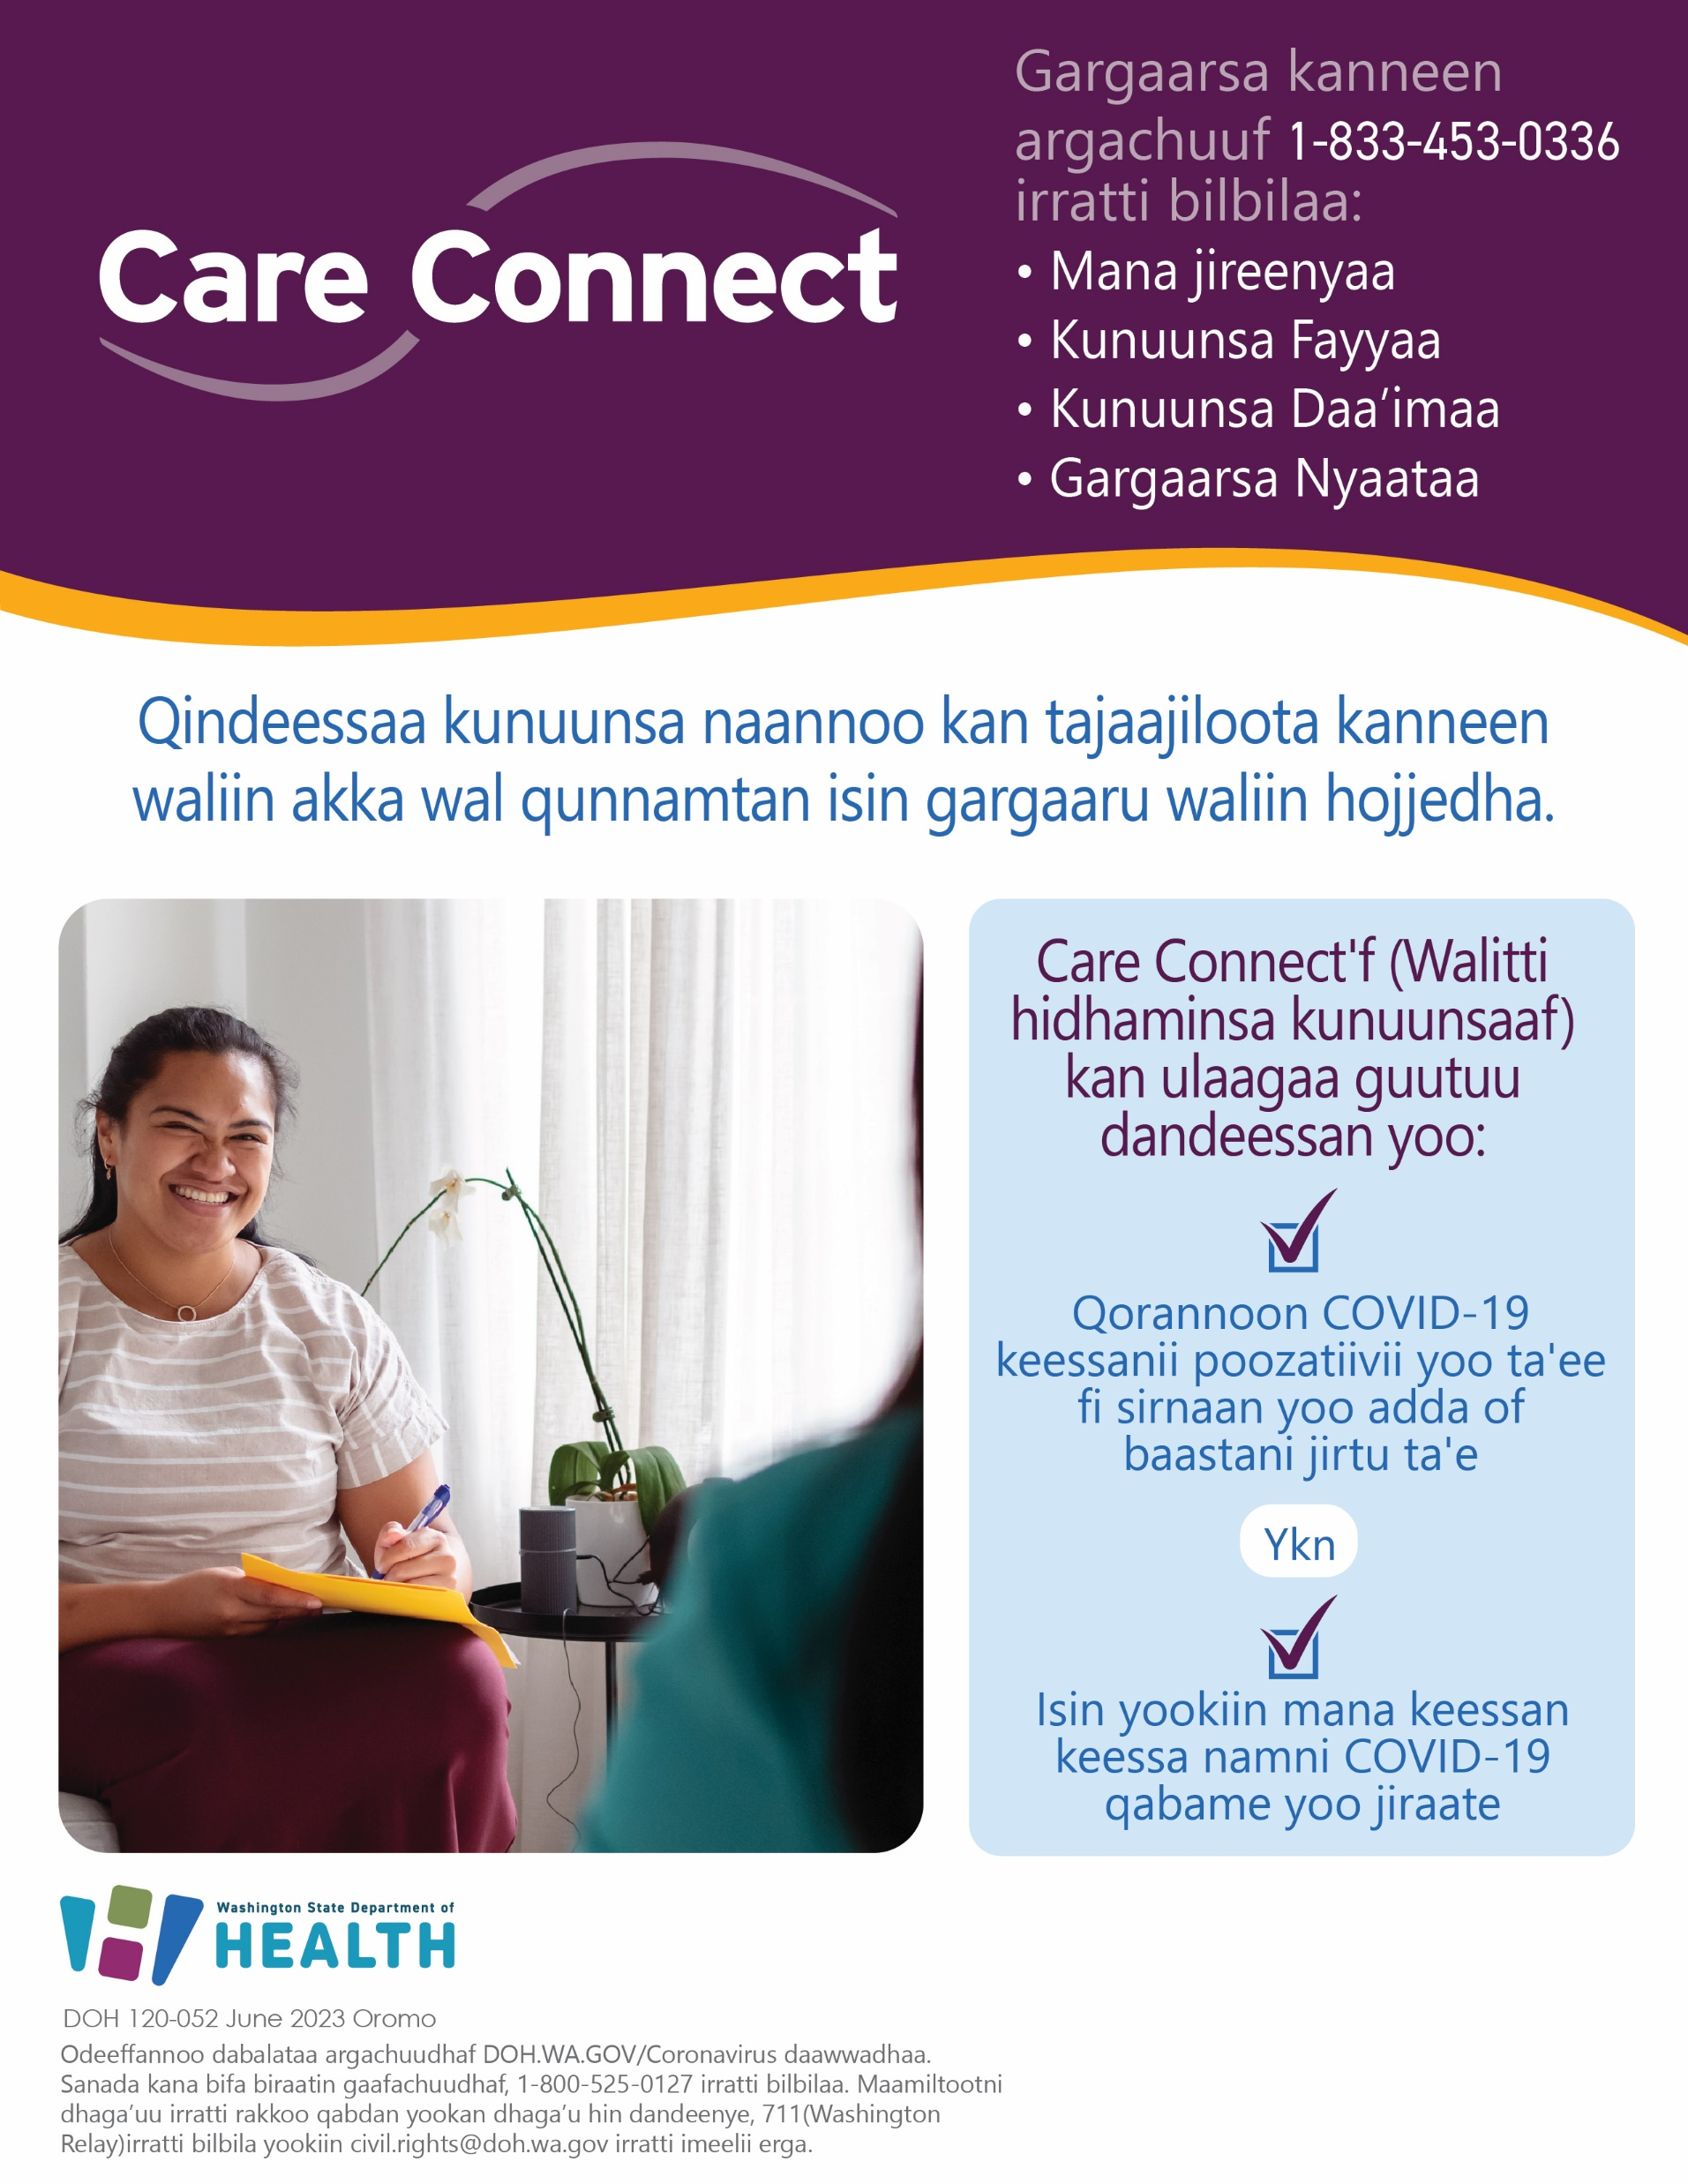 Care Connect
Gargaarsa kanneen
argachuuf 1-833-453-0336
irratti bilbilaa:
• Mana jireenyaa
• Kunuunsa Fayyaa
• Kunuunsa Daa’imaa
• Gargaarsa Nyaataa
Qindeessaa kunuunsa naannoo kan tajaajiloota kanneen
waliin akka wal qunnamtan isin gargaaru waliin hojjedha.
Care Connect'f (Walitti
hidhaminsa kunuunsaaf)
kan ulaagaa guutuu
dandeessan yoo:
Qorannoon COVID-19
keessanii poozatiivii yoo ta'ee
fi sirnaan yoo adda of
baastani jirtu ta'e
Ykn
Isin yookiin mana keessan
keessa namni COVID-19
qabame yoo jiraate
Washington State Department of
HEALTH
DOH 120-052 June 2023 Oromo
Odeeffannoo dabalataa argachuudhaf DOH.WA.GOV/Coronavirus daawwadhaa.
Sanada kana bifa biraatin gaafachuudhaf, 1-800-525-0127 irratti bilbilaa. Maamiltootni
dhaga’uu irratti rakkoo qabdan yookan dhaga’u hin dandeenye, 711(Washington
Relay)irratti bilbila yookiin civil.rights@doh.wa.gov irratti imeelii erga.